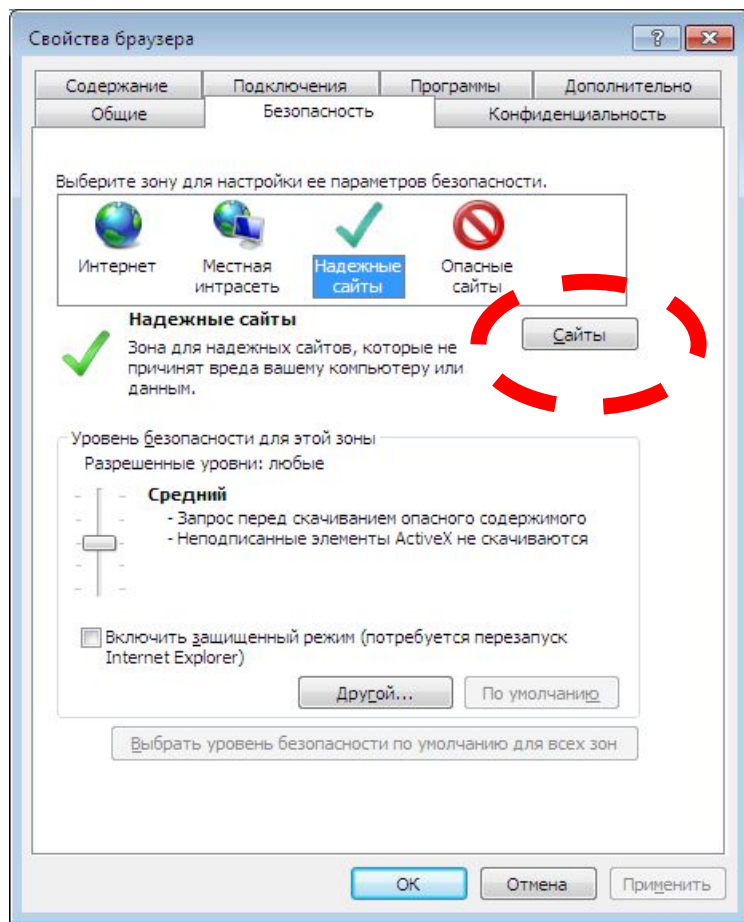 Свойства браузера
Содержание Подключения Программы Дополнительно
Общие Безопасность Конфиденциальность
Выберите зону для настройки ее параметров безопасности.
Интернет Местная интрасеть Надежные сайты Опасные сайты
Надежные сайты
Сайты
Зона для надежных сайтов, которые не
причинят вреда вашему компьютеру или
данным.
Уровень безопасности для этой зоны
Разрешенные уровни: любые
Средний
- Запрос перед скачиванием опасного содержимого
- Неподписанные элементы ActiveX не скачиваются
Включить защищенный режим (потребуется перезапуск
Internet Explorer)
Другой... По умолчанию
Выбрать уровень безопасности по умолчанию для всех зон
ОК Отмена Применить